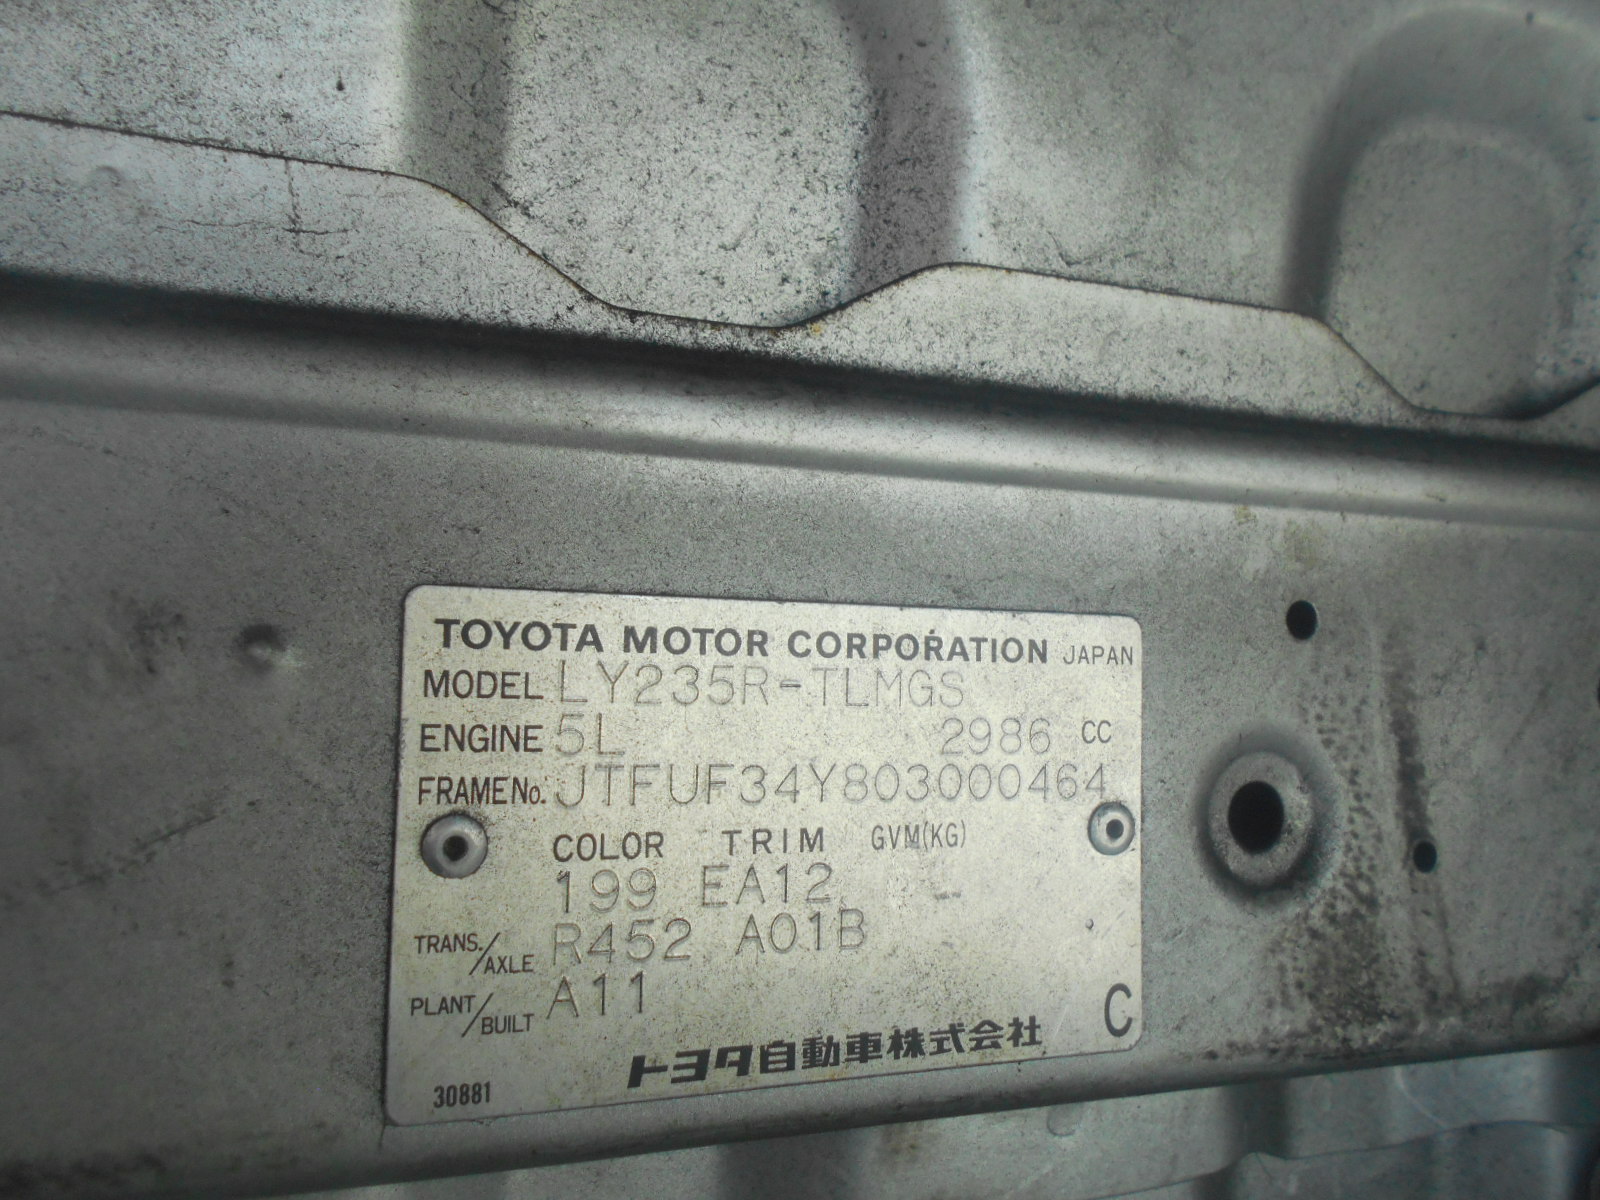 TOYOTA MOTOR CORPORATION JAPAN
MODEL LY235R-TLMGS
ENGINE 5L 2986 CC
FRAME No. JTFUF34Y803000464
COLOR TRIM GVM(KG)
199 EA12 -
TRANS./AXLE R452 A01B
PLANT/BUILT A11
C
トヨタ自動車株式会社
30881